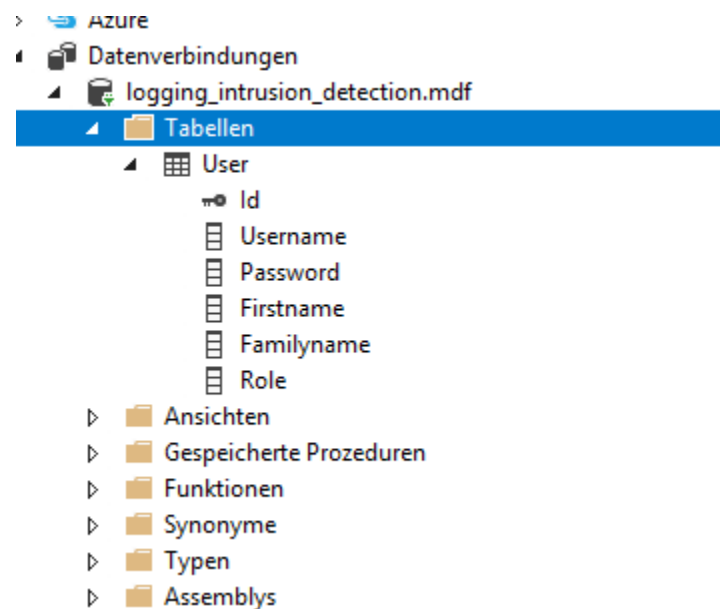 Azure
Datenverbindungen
logging_intrusion_detection.mdf
Tabellen
User
Id
Username
Password
Firstname
Familyname
Role
Ansichten
Gespeicherte Prozeduren
Funktionen
Synonyme
Typen
Assemblys